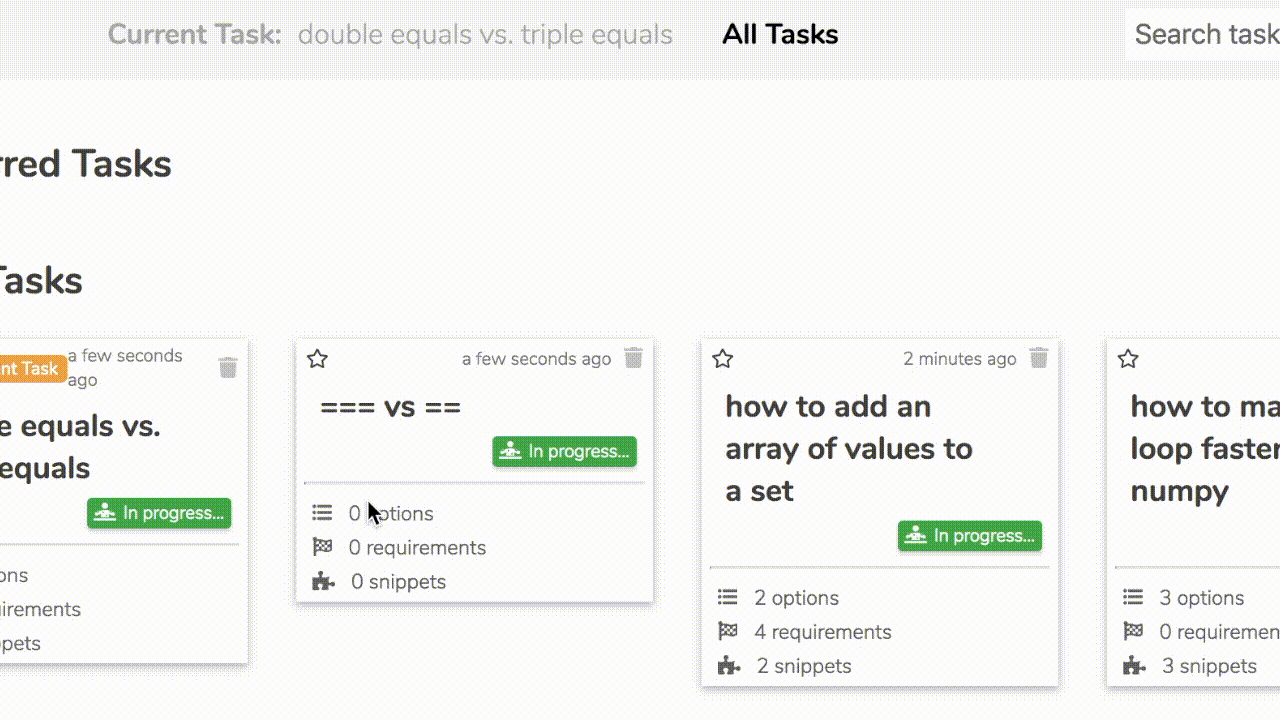 Current Task: double equals vs. triple equals All Tasks Search task
rred Tasks
Tasks
nt Task a few seconds
ago
e equals vs.
equals
In progress...
ons
irements
pets
a few seconds ago
=== vs ==
In progress...
0 options
0 requirements
0 snippets
2 minutes ago
how to add an
array of values to
a set
In progress...
2 options
4 requirements
2 snippets
how to ma
loop faster
numpy
3 options
0 requiremen
3 snippets